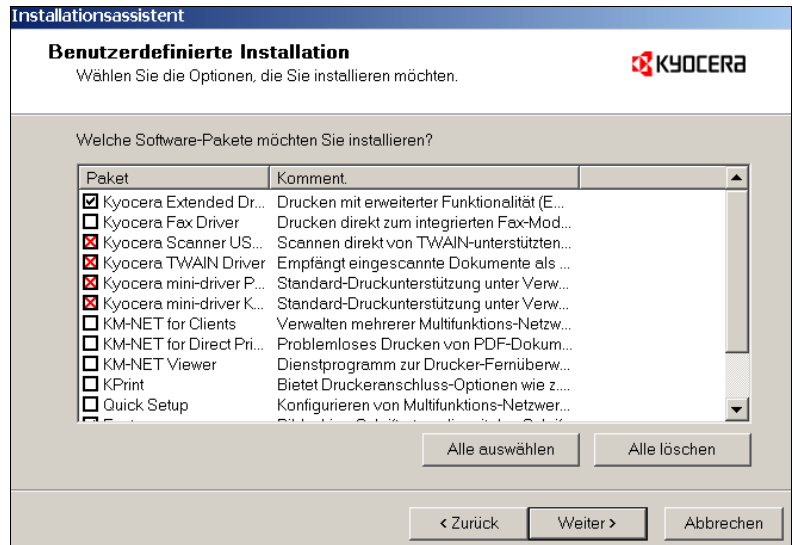 Installationsassistent
Benutzerdefinierte Installation
Wählen Sie die Optionen, die Sie installieren möchten.
KYOCERA
Welche Software-Pakete möchten Sie installieren?
Paket Komment.
Kyocera Extended Dr... Drucken mit erweiterter Funktionalität (E...
Kyocera Fax Driver Drucken direkt zum integrierten Fax-Mod...
Kyocera Scanner US... Scannen direkt von TWAIN-unterstützten...
Kyocera TWAIN Driver Empfängt eingescannte Dokumente als ...
Kyocera mini-driver P... Standard-Druckunterstützung unter Verw...
Kyocera mini-driver K... Standard-Druckunterstützung unter Verw...
KM-NET for Clients Verwalten mehrerer Multifunktions-Netzw...
KM-NET for Direct Pri... Problemloses Drucken von PDF-Dokum...
KM-NET Viewer Dienstprogramm zur Drucker-Fernüberw...
KPrint Bietet Druckeranschluss-Optionen wie z....
Quick Setup Konfigurieren von Multifunktions-Netzwer...
Alle auswählen Alle löschen
< Zurück Weiter > Abbrechen